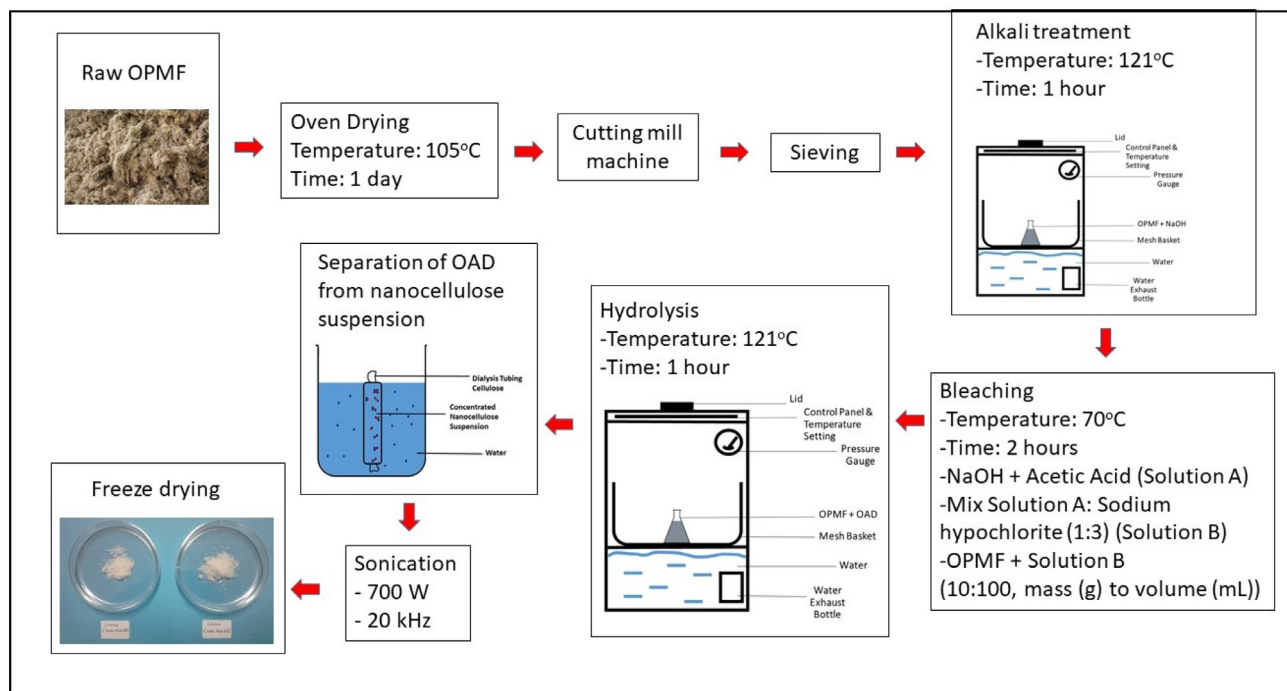 Raw OPMF
Oven Drying
Temperature: 105°C
Time: 1 day
Cutting mill
machine
Sieving
Alkali treatment
-Temperature: 121°C
-Time: 1 hour
Lid
Control Panel &
Temperature
Setting
Pressure
Gauge
OPMF + NaOH
Mesh Basket
Water
Water
Exhaust
Bottle
Bleaching
-Temperature: 70°C
-Time: 2 hours
-NaOH + Acetic Acid (Solution A)
-Mix Solution A: Sodium
hypochlorite (1:3) (Solution B)
-OPMF + Solution B
(10:100, mass (g) to volume (mL))
Hydrolysis
-Temperature: 121°C
-Time: 1 hour
Lid
Control Panel &
Temperature
Setting
Pressure
Gauge
OPMF + OAD
Mesh Basket
Water
Water
Exhaust
Bottle
Separation of OAD
from nanocellulose
suspension
Dialysis Tubing
Cellulose
Concentrated
Nanocellulose
Suspension
Water
Sonication
- 700 W
- 20 kHz
Freeze drying